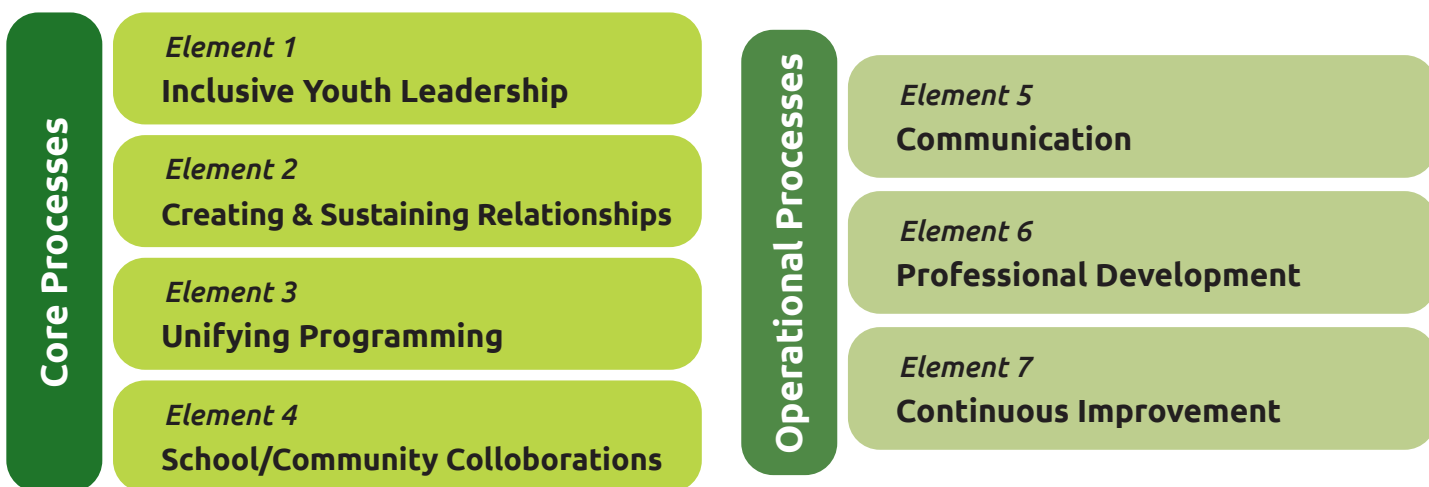 Core Processes
Element 1
Inclusive Youth Leadership
Element 2
Creating & Sustaining Relationships
Element 3
Unifying Programming
Element 4
School/Community Colloborations
Operational Processes
Element 5
Communication
Element 6
Professional Development
Element 7
Continuous Improvement